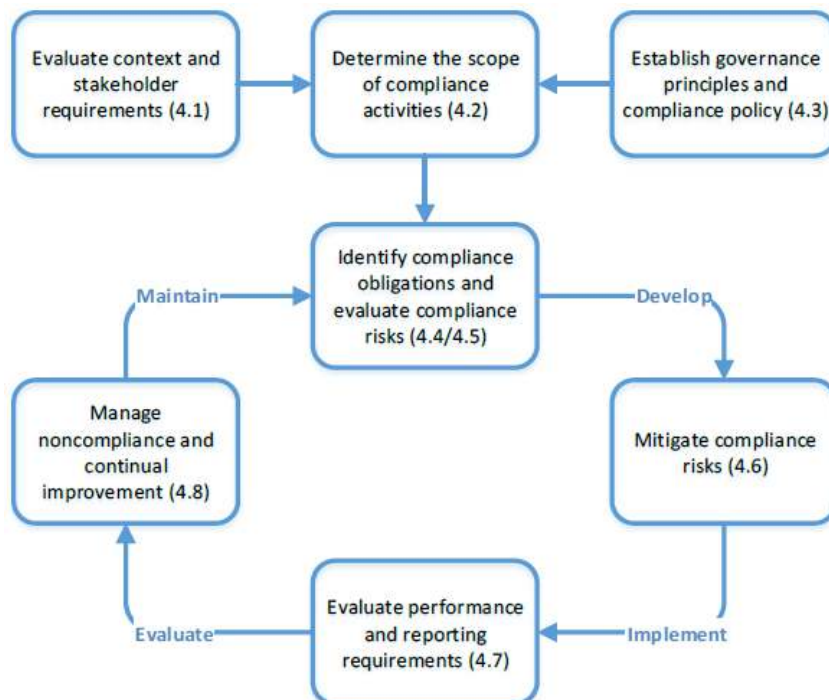 Evaluate context and
stakeholder
requirements (4.1)
Determine the scope
of compliance
activities (4.2)
Establish governance
principles and
compliance policy (4.3)
Identify compliance
obligations and
evaluate compliance
risks (4.4/4.5)
Maintain
Develop
Manage
noncompliance and
continual
improvement (4.8)
Mitigate compliance
risks (4.6)
Evaluate performance
and reporting
requirements (4.7)
Evaluate
Implement